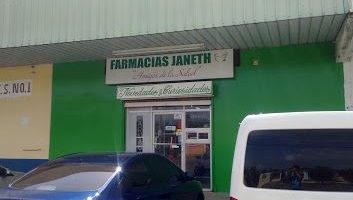 FARMACIAS JANETH
"Amigos de la Salud"
Novedades y Curiosidades
S. NO.1